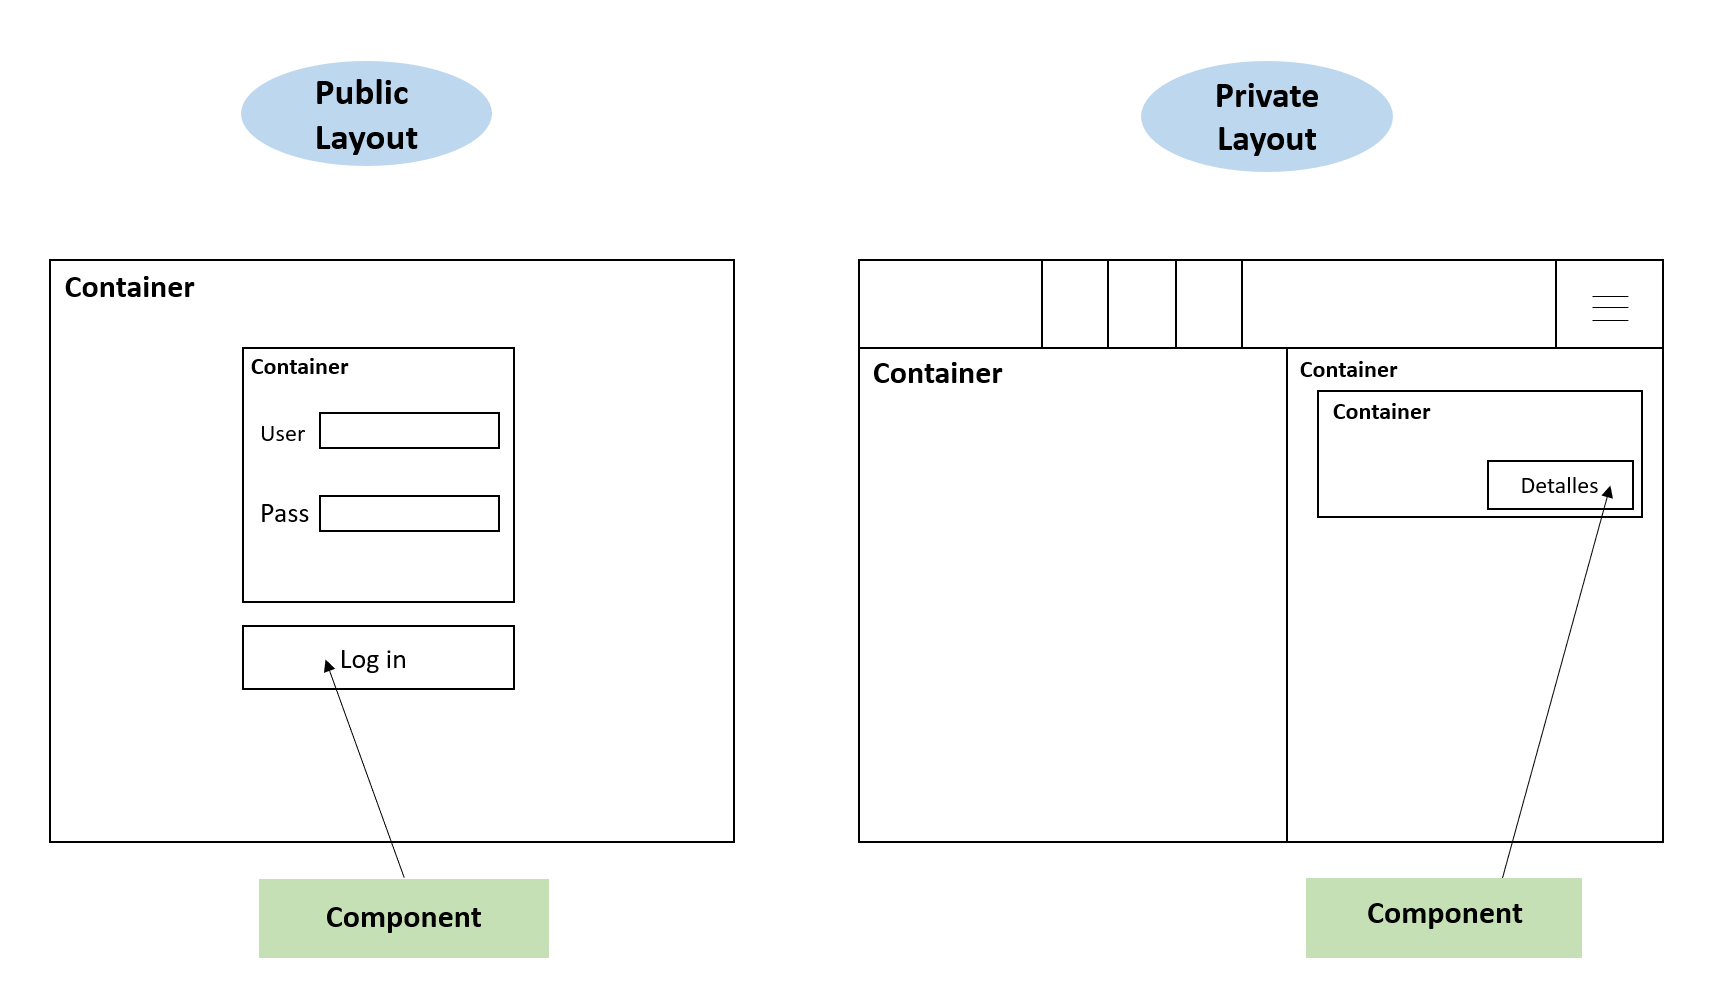 Public
Layout
Container
Container
User
Pass
Log in
Component
Private
Layout
Container
Container
Container
Detalles
Component